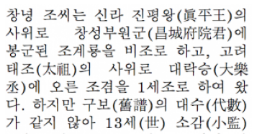 창녕 조씨는 신라 진평왕(眞平王)의
사위로 창성부원군(昌城府院君)에
봉군된 조계룡을 비조로 하고, 고려
태조(太祖)의 사위로 대락승(大樂
丞)에 오른 조겸을 1세조로 하여 왔
다. 하지만 구보(舊譜)의 대수(代數)
가 같지 않아 13세(世) 소감(小監)